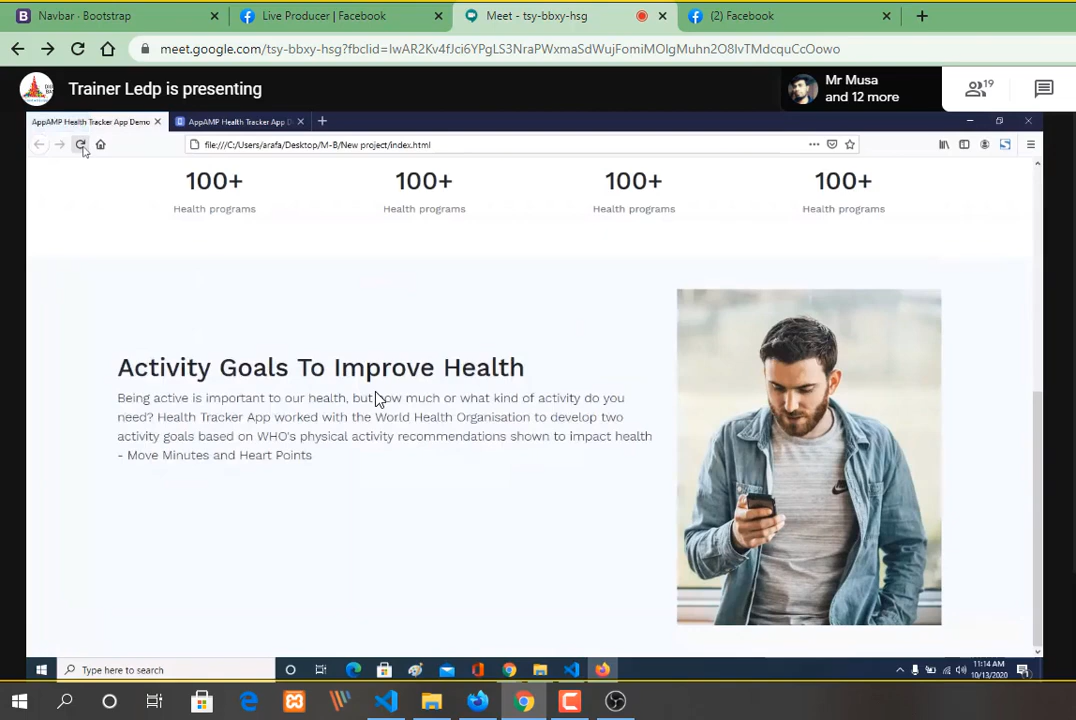 Navbar · Bootstrap
Live Producer | Facebook
Meet - tsy-bbxy-hsg
(2) Facebook
meet.google.com/tsy-bbxy-hsg?fbclid=IwAR2Kv4fJci6YPgLS3NraPWxmaSdWujFomiMOlgMuhn2O8IvTMdcquCcOowo
Trainer Ledp is presenting
Mr Musa
and 12 more
19
AppAMP Health Tracker App Demo
AppAMP Health Tracker App D
file:///C:/Users/arafa/Desktop/M-B/New project/index.html
100+
100+
100+
100+
Health programs
Health programs
Health programs
Health programs
Activity Goals To Improve Health
Being active is important to our health, but how much or what kind of activity do you
need? Health Tracker App worked with the World Health Organisation to develop two
activity goals based on WHO's physical activity recommendations shown to impact health
- Move Minutes and Heart Points
Type here to search
11:14 AM
10/13/2020